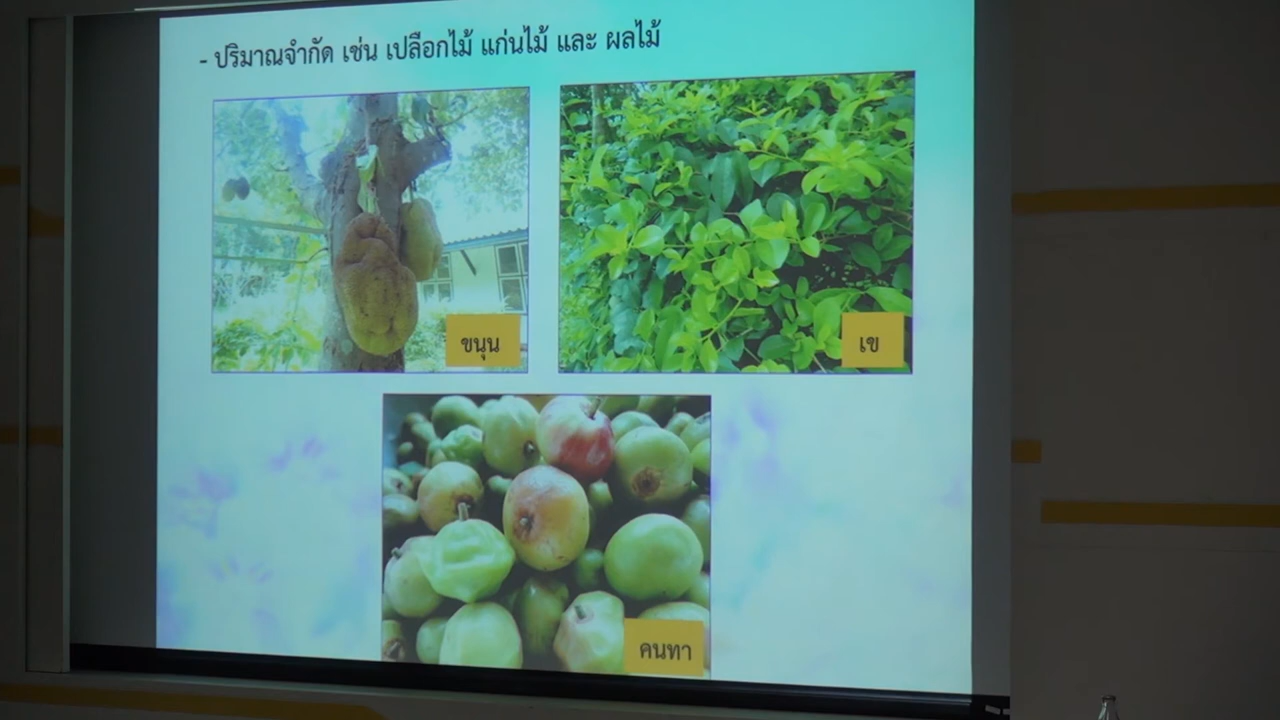 - ปริมาณจำกัด เช่น เปลือกไม้ แก่นไม้ และ ผลไม้
ขนุน
เข
คนทา